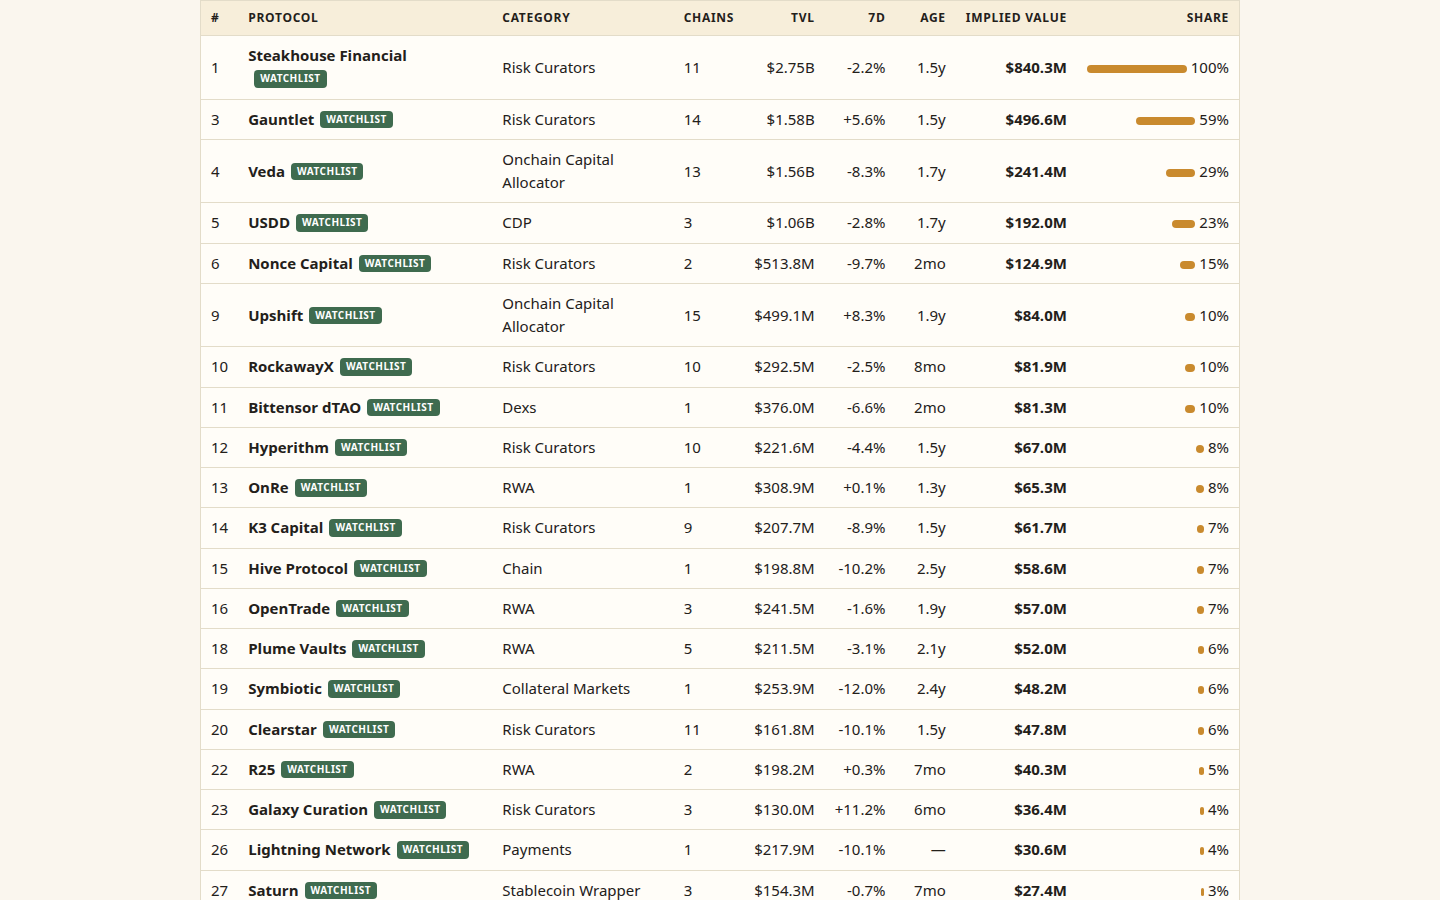 # PROTOCOL CATEGORY CHAINS TVL 7D AGE IMPLIED VALUE SHARE
1 Steakhouse Financial WATCHLIST Risk Curators 11 $2.75B -2.2% 1.5y $840.3M 100%
3 Gauntlet WATCHLIST Risk Curators 14 $1.58B +5.6% 1.5y $496.6M 59%
4 Veda WATCHLIST Onchain Capital Allocator 13 $1.56B -8.3% 1.7y $241.4M 29%
5 USDD WATCHLIST CDP 3 $1.06B -2.8% 1.7y $192.0M 23%
6 Nonce Capital WATCHLIST Risk Curators 2 $513.8M -9.7% 2mo $124.9M 15%
9 Upshift WATCHLIST Onchain Capital Allocator 15 $499.1M +8.3% 1.9y $84.0M 10%
10 RockawayX WATCHLIST Risk Curators 10 $292.5M -2.5% 8mo $81.9M 10%
11 Bittensor dTAO WATCHLIST Dexs 1 $376.0M -6.6% 2mo $81.3M 10%
12 Hyperithm WATCHLIST Risk Curators 10 $221.6M -4.4% 1.5y $67.0M 8%
13 OnRe WATCHLIST RWA 1 $308.9M +0.1% 1.3y $65.3M 8%
14 K3 Capital WATCHLIST Risk Curators 9 $207.7M -8.9% 1.5y $61.7M 7%
15 Hive Protocol WATCHLIST Chain 1 $198.8M -10.2% 2.5y $58.6M 7%
16 OpenTrade WATCHLIST RWA 3 $241.5M -1.6% 1.9y $57.0M 7%
18 Plume Vaults WATCHLIST RWA 5 $211.5M -3.1% 2.1y $52.0M 6%
19 Symbiotic WATCHLIST Collateral Markets 1 $253.9M -12.0% 2.4y $48.2M 6%
20 Clearstar WATCHLIST Risk Curators 11 $161.8M -10.1% 1.5y $47.8M 6%
22 R25 WATCHLIST RWA 2 $198.2M +0.3% 7mo $40.3M 5%
23 Galaxy Curation WATCHLIST Risk Curators 3 $130.0M +11.2% 6mo $36.4M 4%
26 Lightning Network WATCHLIST Payments 1 $217.9M -10.1% — $30.6M 4%
27 Saturn WATCHLIST Stablecoin Wrapper 3 $154.3M -0.7% 7mo $27.4M 3%